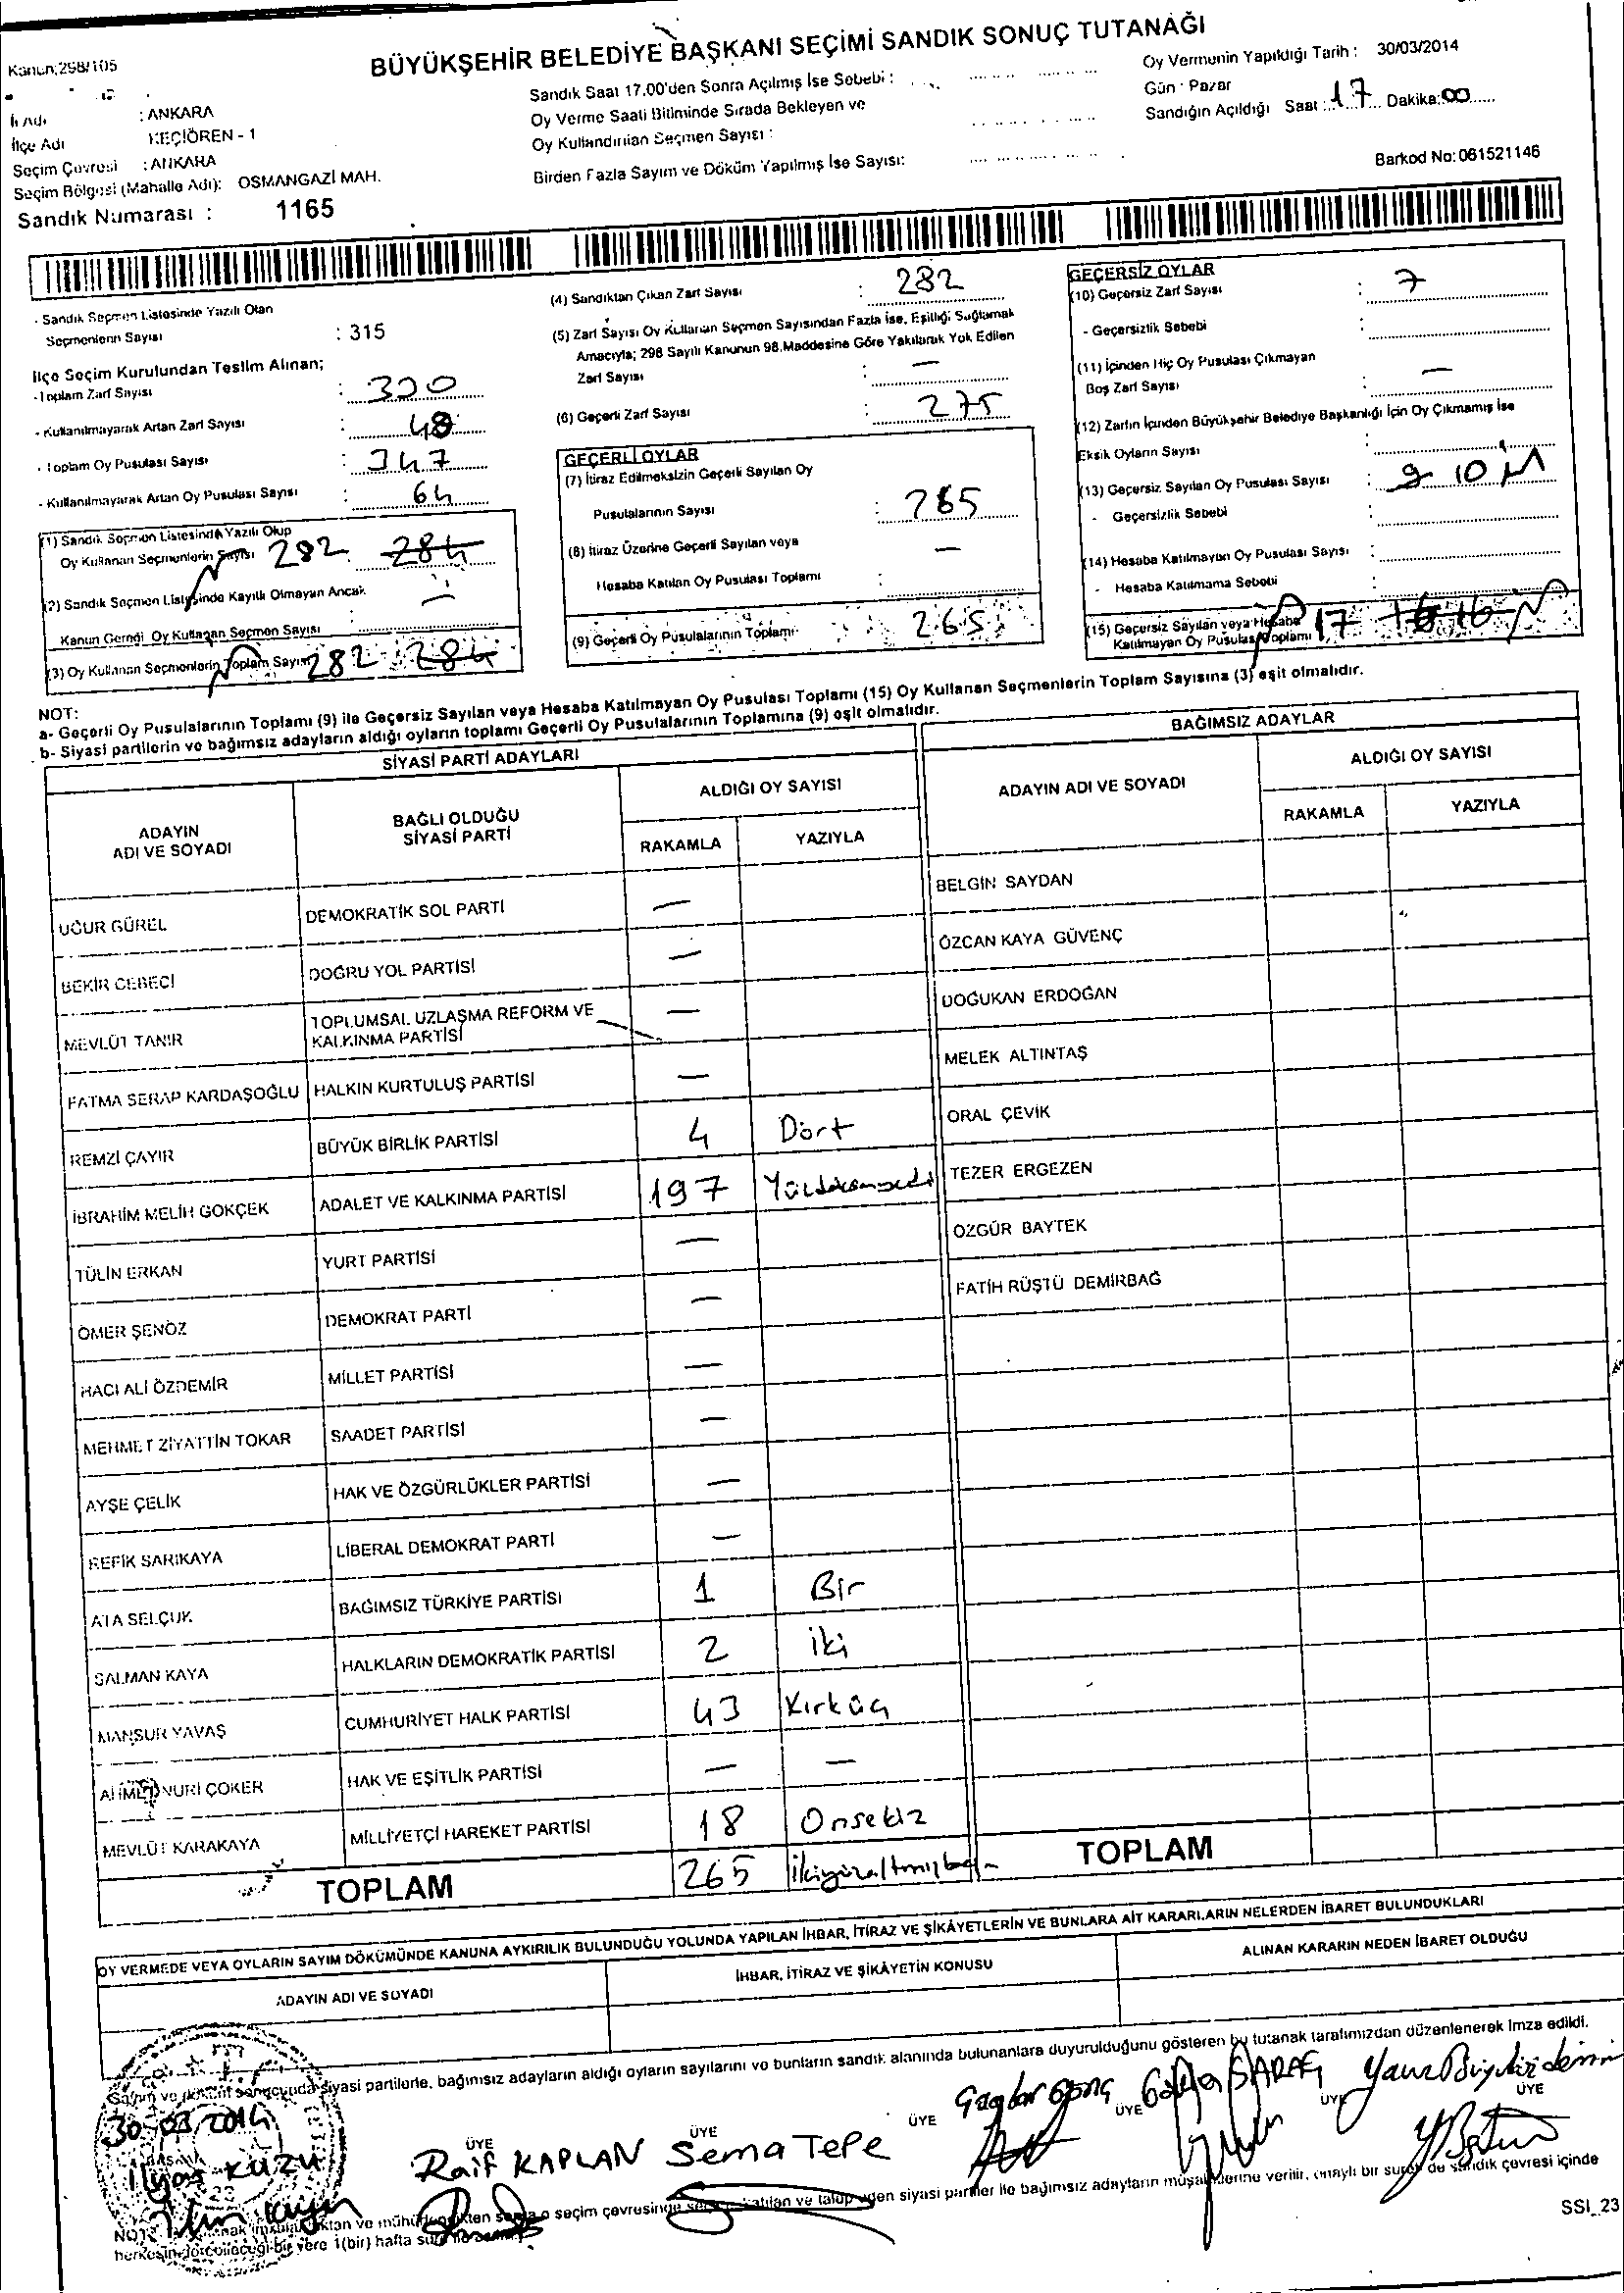 BÜYÜKŞEHİR BELEDİYE BAŞKANI SEÇİMİ SANDIK SONUÇ TUTANAĞI
Kanun;298/105
İl Adı : ANKARA
İlçe Adı KEÇİÖREN - 1
Seçim Çevresi : ANKARA
Seçim Bölgesi (Mahalle Adı): OSMANGAZİ MAH.
Sandık Numarası : 1165
Sandık Saat 17.00'den Sonra Açılmış İse Sebebi :
Oy Verme Saati Bitiminde Sırada Bekleyen ve
Oy Kullandırılan Seçmen Sayısı :
Birden Fazla Sayım ve Döküm Yapılmış İse Sayısı:
Oy Vermenin Yapıldığı Tarih : 30/03/2014
Gün : Pazar
Sandığın Açıldığı Saat : 17 Dakika: 00
Barkod No: 061521146
- Sandık Seçmen Listesinde Yazılı Olan
Seçmenlerin Sayısı : 315
İlçe Seçim Kurulundan Teslim Alınan;
- Toplam Zarf Sayısı : 330
- Kullanılmayarak Artan Zarf Sayısı : 48
- Toplam Oy Pusulası Sayısı : 347
- Kullanılmayarak Artan Oy Pusulası Sayısı : 64
(1) Sandık Seçmen Listesinde Yazılı Olup
Oy Kullanan Seçmenlerin Sayısı 282 284
(2) Sandık Seçmen Listesinde Kayıtlı Olmayan Ancak
Kanun Gereği Oy Kullanan Seçmen Sayısı —
(3) Oy Kullanan Seçmenlerin Toplam Sayısı 282 284
(4) Sandıktan Çıkan Zarf Sayısı : 282
(5) Zarf Sayısı Oy Kullanan Seçmen Sayısından Fazla İse, Eşitliği Sağlamak
Amacıyla; 298 Sayılı Kanunun 98.Maddesine Göre Yakılarak Yok Edilen
Zarf Sayısı : —
(6) Geçerli Zarf Sayısı : 275
GEÇERLİ OYLAR
(7) İtiraz Edilmeksizin Geçerli Sayılan Oy
Pusulalarının Sayısı : 265
(8) İtiraz Üzerine Geçerli Sayılan veya
Hesaba Katılan Oy Pusulası Toplamı : —
(9) Geçerli Oy Pusulalarının Toplamı : 265
GEÇERSİZ OYLAR
(10) Geçersiz Zarf Sayısı : 7
- Geçersizlik Sebebi :
(11) İçinden Hiç Oy Pusulası Çıkmayan
Boş Zarf Sayısı : —
(12) Zarfın İçinden Büyükşehir Belediye Başkanlığı İçin Oy Çıkmamış İse
Eksik Oyların Sayısı :
(13) Geçersiz Sayılan Oy Pusulası Sayısı : 9 10
- Geçersizlik Sebebi :
(14) Hesaba Katılmayan Oy Pusulası Sayısı :
- Hesaba Katılmama Sebebi :
(15) Geçersiz Sayılan veya Hesaba
Katılmayan Oy Pusulası Toplamı 17 16 16
NOT:
a- Geçerli Oy Pusulalarının Toplamı (9) ile Geçersiz Sayılan veya Hesaba Katılmayan Oy Pusulası Toplamı (15) Oy Kullanan Seçmenlerin Toplam Sayısına (3) eşit olmalıdır.
b- Siyasi partilerin ve bağımsız adayların aldığı oyların toplamı Geçerli Oy Pusulalarının Toplamına (9) eşit olmalıdır.
SİYASİ PARTİ ADAYLARI
ADAYIN ADI VE SOYADI
BAĞLI OLDUĞU SİYASİ PARTİ
ALDIĞI OY SAYISI
RAKAMLA YAZIYLA
UĞUR GÜREL DEMOKRATİK SOL PARTİ —
BEKİR CEBECİ DOĞRU YOL PARTİSİ —
MEVLÜT TANIR TOPLUMSAL UZLAŞMA REFORM VE KALKINMA PARTİSİ —
FATMA SERAP KARDAŞOĞLU HALKIN KURTULUŞ PARTİSİ —
REMZİ ÇAYIR BÜYÜK BİRLİK PARTİSİ 4 Dört
İBRAHİM MELİH GÖKÇEK ADALET VE KALKINMA PARTİSİ 197
TÜLİN ERKAN YURT PARTİSİ —
ÖMER ŞENÖZ DEMOKRAT PARTİ —
HACI ALİ ÖZDEMİR MİLLET PARTİSİ —
MEHMET ZİYATTİN TOKAR SAADET PARTİSİ —
AYŞE ÇELİK HAK VE ÖZGÜRLÜKLER PARTİSİ —
REFİK SARIKAYA LİBERAL DEMOKRAT PARTİ —
ATA SELÇUK BAĞIMSIZ TÜRKİYE PARTİSİ 1 Bir
SALMAN KAYA HALKLARIN DEMOKRATİK PARTİSİ 2 iki
MANSUR YAVAŞ CUMHURİYET HALK PARTİSİ 43 Kırküç
AHMET NURİ ÇOKER HAK VE EŞİTLİK PARTİSİ — —
MEVLÜT KARAKAYA MİLLİYETÇİ HAREKET PARTİSİ 18 Onsekiz
TOPLAM 265 ikiyüzaltmışbeş
BAĞIMSIZ ADAYLAR
ADAYIN ADI VE SOYADI
ALDIĞI OY SAYISI
RAKAMLA YAZIYLA
BELGİN SAYDAN
ÖZCAN KAYA GÜVENÇ
DOĞUKAN ERDOĞAN
MELEK ALTINTAŞ
ORAL ÇEVİK
TEZER ERGEZEN
ÖZGÜR BAYTEK
FATİH RÜŞTÜ DEMİRBAĞ
TOPLAM
OY VERMEDE VEYA OYLARIN SAYIM DÖKÜMÜNDE KANUNA AYKIRILIK BULUNDUĞU YOLUNDA YAPILAN İHBAR, İTİRAZ VE ŞİKÂYETLERİN VE BUNLARA AİT KARARLARIN NELERDEN İBARET BULUNDUKLARI
ADAYIN ADI VE SOYADI
İHBAR, İTİRAZ VE ŞİKÂYETİN KONUSU
ALINAN KARARIN NEDEN İBARET OLDUĞU
Sayım ve döküm sonucunda siyasi partilerle, bağımsız adayların aldığı oyların sayılarını ve bunların sandık alanında bulunanlara duyurulduğunu gösteren bu tutanak tarafımızdan düzenlenerek imza edildi.
30.03.2014
İlyas KUZU
ÜYE
Raif KAPLAN
ÜYE
Sema TEPE
ÜYE
ÜYE
ÜYE
ÜYE
seçim çevresinde
siyasi partiler ile bağımsız adayların müşahitlerine verilir, onaylı bir sureti de sandık çevresi içinde
bir yere 1(bir) hafta
SSİ_23